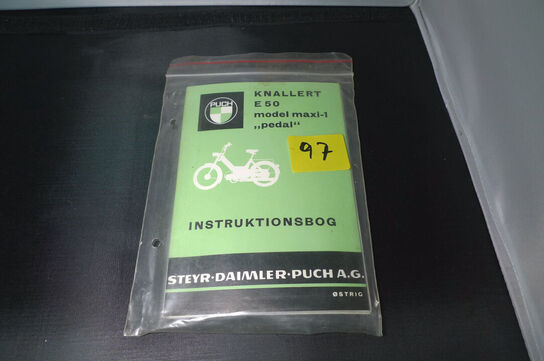 PUCH
KNALLERT
E 50
model maxi-1
„pedal“
97
INSTRUKTIONSBOG
STEYR·DAIMLER·PUCH A.G.
ØSTRIG